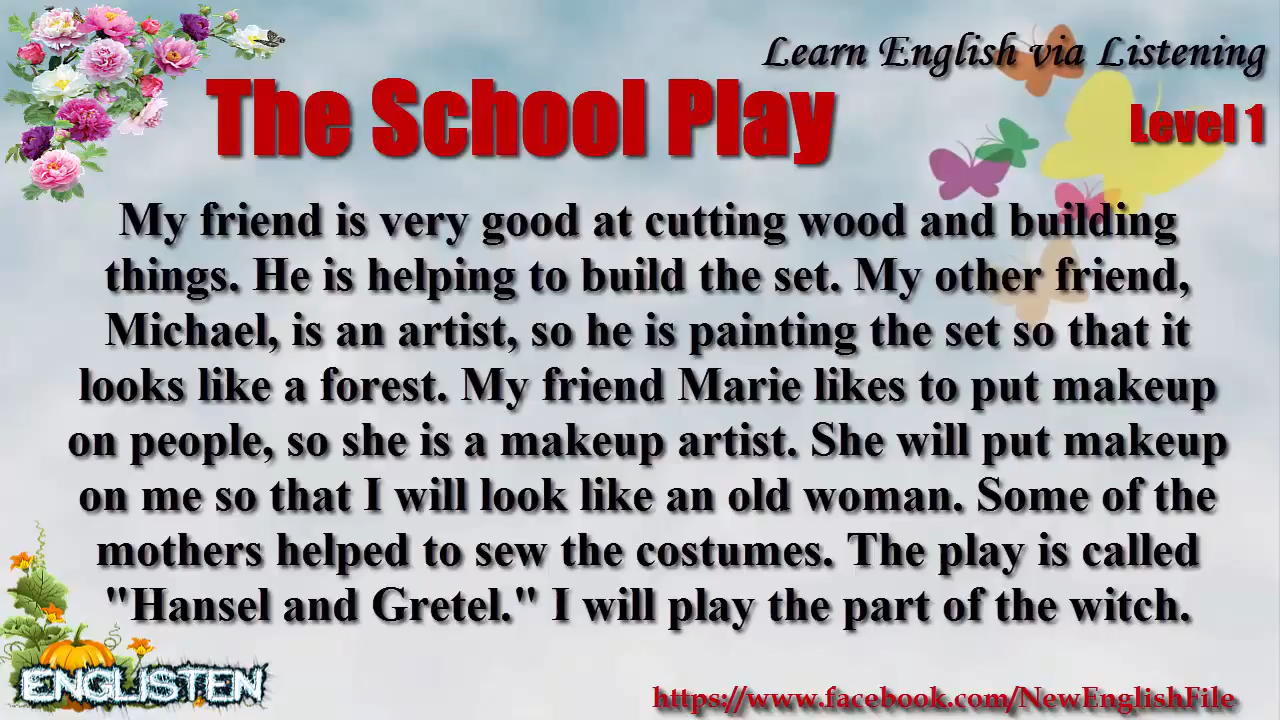 Learn English via Listening
The School Play
Level 1
My friend is very good at cutting wood and building
things. He is helping to build the set. My other friend,
Michael, is an artist, so he is painting the set so that it
looks like a forest. My friend Marie likes to put makeup
on people, so she is a makeup artist. She will put makeup
on me so that I will look like an old woman. Some of the
mothers helped to sew the costumes. The play is called
"Hansel and Gretel." I will play the part of the witch.
ENGLISTEN
https://www.facebook.com/NewEnglishFile